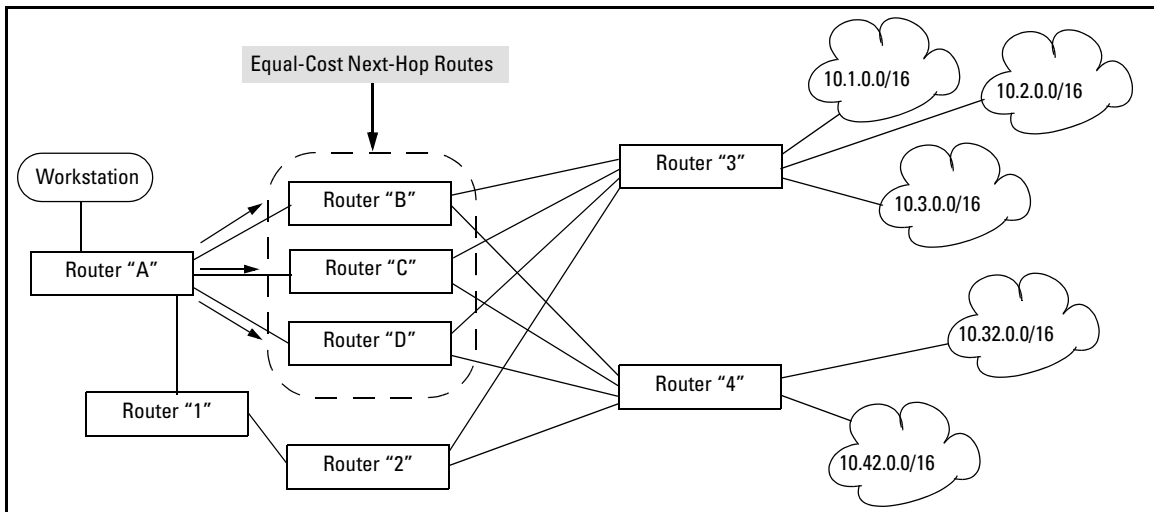 Equal-Cost Next-Hop Routes
10.1.0.0/16
10.2.0.0/16
Router “3”
Workstation
Router “B”
10.3.0.0/16
Router “A”
Router “C”
Router “D”
10.32.0.0/16
Router “4”
Router “1”
Router “2”
10.42.0.0/16